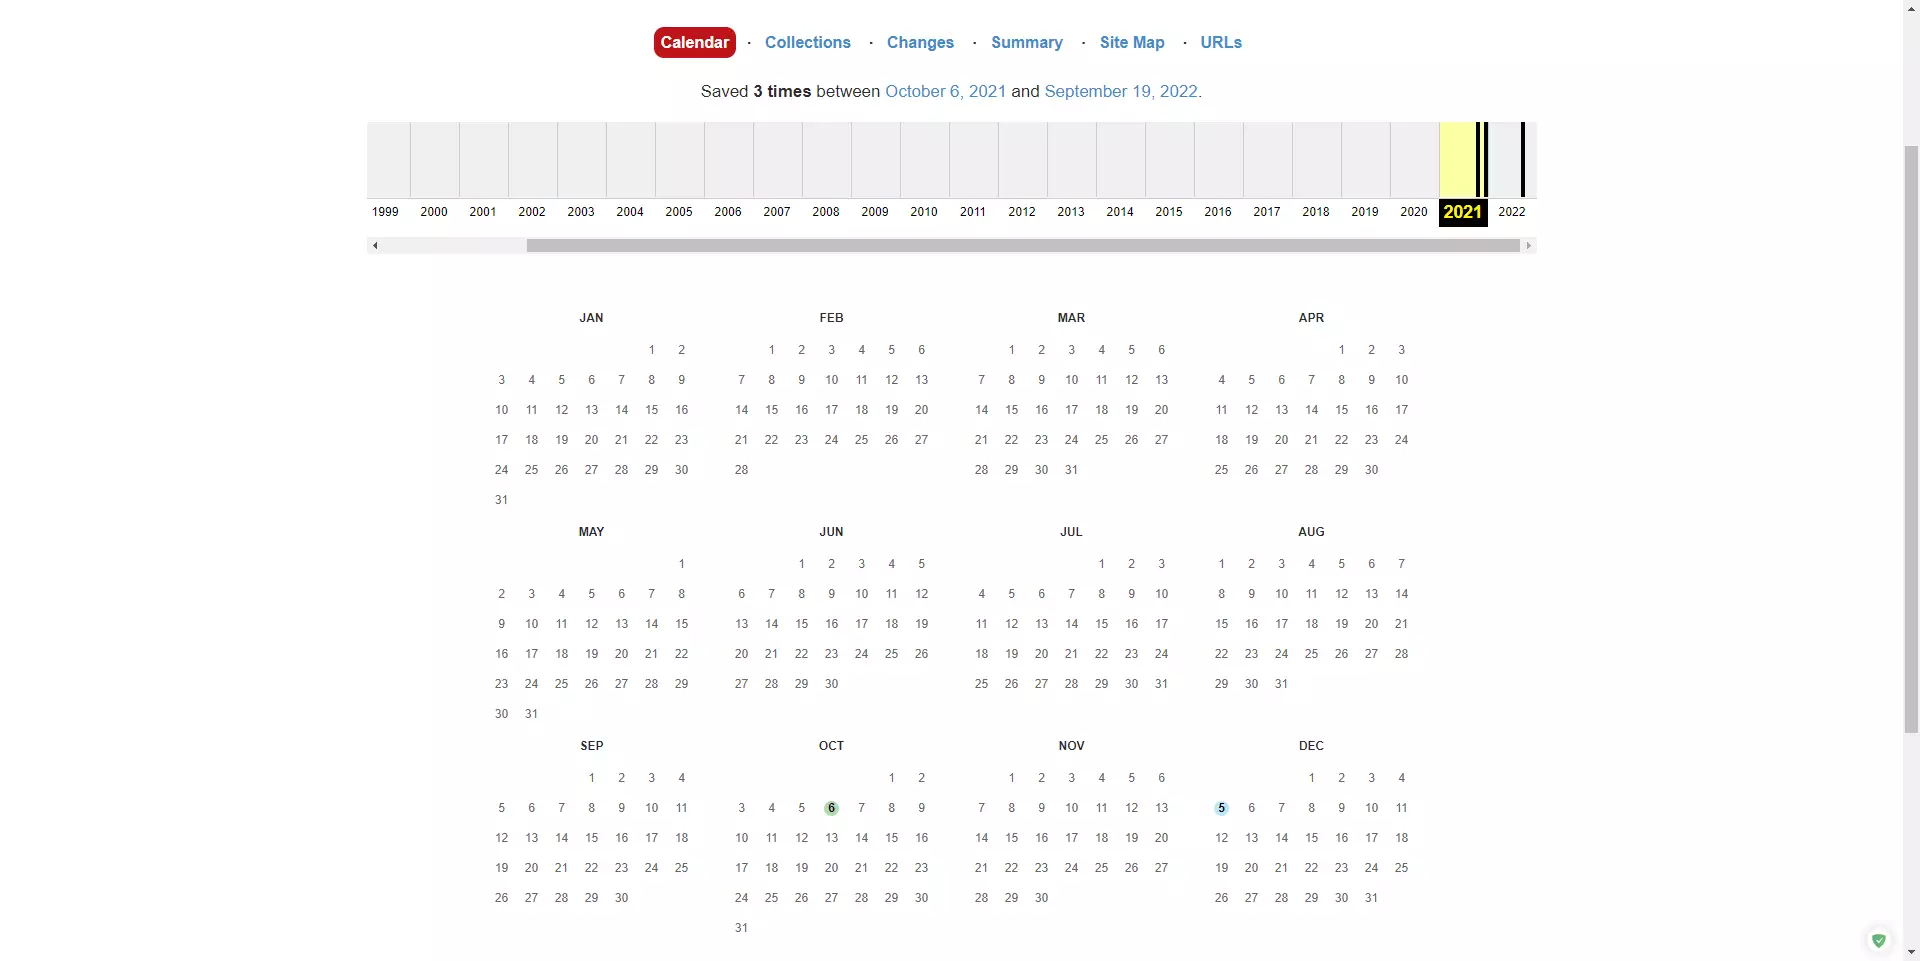 Calendar · Collections · Changes · Summary · Site Map · URLs
Saved 3 times between October 6, 2021 and September 19, 2022.
1999 2000 2001 2002 2003 2004 2005 2006 2007 2008 2009 2010 2011 2012 2013 2014 2015 2016 2017 2018 2019 2020 2021 2022
JAN FEB MAR APR
1 2 1 2 3 4 5 6 1 2 3 4 5 6 1 2 3
3 4 5 6 7 8 9 7 8 9 10 11 12 13 7 8 9 10 11 12 13 4 5 6 7 8 9 10
10 11 12 13 14 15 16 14 15 16 17 18 19 20 14 15 16 17 18 19 20 11 12 13 14 15 16 17
17 18 19 20 21 22 23 21 22 23 24 25 26 27 21 22 23 24 25 26 27 18 19 20 21 22 23 24
24 25 26 27 28 29 30 28 28 29 30 31 25 26 27 28 29 30
31
MAY JUN JUL AUG
1 1 2 3 4 5 1 2 3 1 2 3 4 5 6 7
2 3 4 5 6 7 8 6 7 8 9 10 11 12 4 5 6 7 8 9 10 8 9 10 11 12 13 14
9 10 11 12 13 14 15 13 14 15 16 17 18 19 11 12 13 14 15 16 17 15 16 17 18 19 20 21
16 17 18 19 20 21 22 20 21 22 23 24 25 26 18 19 20 21 22 23 24 22 23 24 25 26 27 28
23 24 25 26 27 28 29 27 28 29 30 25 26 27 28 29 30 31 29 30 31
30 31
SEP OCT NOV DEC
1 2 3 4 1 2 1 2 3 4 5 6 1 2 3 4
5 6 7 8 9 10 11 3 4 5 6 7 8 9 7 8 9 10 11 12 13 5 6 7 8 9 10 11
12 13 14 15 16 17 18 10 11 12 13 14 15 16 14 15 16 17 18 19 20 12 13 14 15 16 17 18
19 20 21 22 23 24 25 17 18 19 20 21 22 23 21 22 23 24 25 26 27 19 20 21 22 23 24 25
26 27 28 29 30 24 25 26 27 28 29 30 28 29 30 26 27 28 29 30 31
31